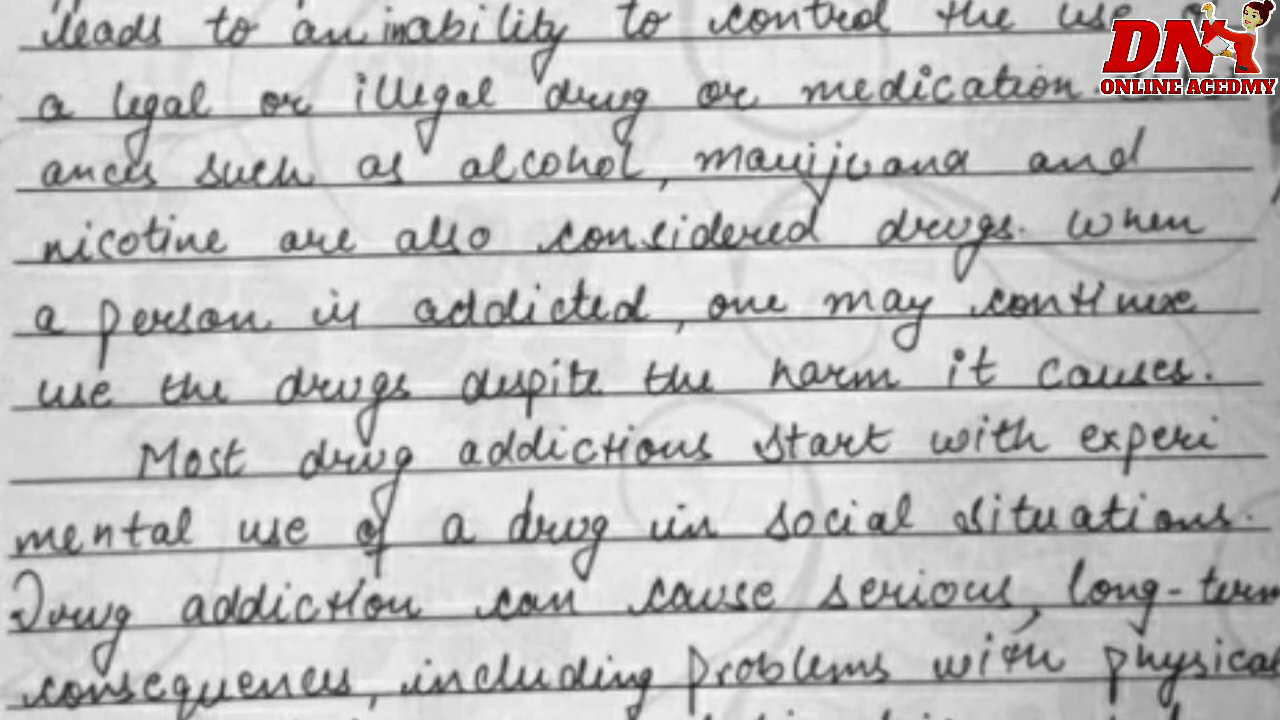 leads to an inability to control the use
a legal or illegal drug or medication
ances such as alcohol, marijuana and
nicotine are also considered drugs. When
a person is addicted, one may continue
use the drugs despite the harm it causes.
Most drug addictions start with experi
mental use of a drug in social situations.
Drug addiction can cause serious, long-term
consequences, including problems with physical
DN
ONLINE ACEDMY